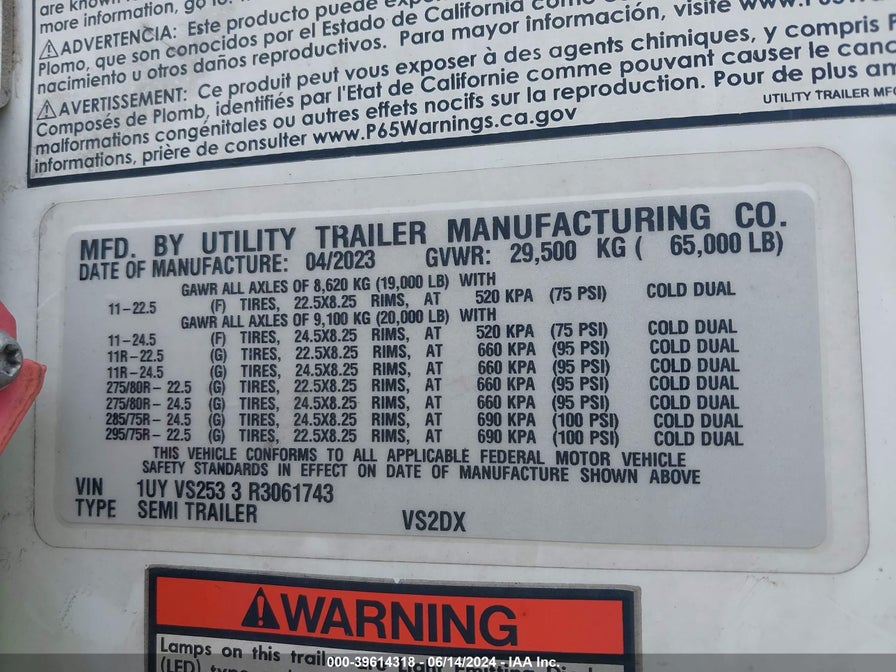 are known
more information, go to:
⚠ADVERTENCIA: Este producto puede
Plomo, que son conocidos por el Estado de California como
nacimiento u otros daños reproductivos. Para mayor información, visite www.P65Warn
⚠AVERTISSEMENT: Ce produit peut vous exposer à des agents chimiques, y compris
Composés de Plomb, identifiés par l'Etat de Californie comme pouvant causer le
malformations congénitales ou autres effets nocifs sur la reproduction. Pour de plus
informations, prière de consulter www.P65Warnings.ca.gov
UTILITY TRAILER MFG
MFD. BY UTILITY TRAILER MANUFACTURING CO.
DATE OF MANUFACTURE: 04/2023 GVWR: 29,500 KG ( 65,000 LB)
GAWR ALL AXLES OF 8,620 KG (19,000 LB) WITH
11-22.5 (F) TIRES, 22.5X8.25 RIMS, AT 520 KPA (75 PSI) COLD DUAL
GAWR ALL AXLES OF 9,100 KG (20,000 LB) WITH
11-24.5 (F) TIRES, 24.5X8.25 RIMS, AT 520 KPA (75 PSI) COLD DUAL
11R-22.5 (G) TIRES, 22.5X8.25 RIMS, AT 660 KPA (95 PSI) COLD DUAL
11R-24.5 (G) TIRES, 24.5X8.25 RIMS, AT 660 KPA (95 PSI) COLD DUAL
275/80R-22.5 (G) TIRES, 22.5X8.25 RIMS, AT 660 KPA (95 PSI) COLD DUAL
275/80R-24.5 (G) TIRES, 24.5X8.25 RIMS, AT 660 KPA (95 PSI) COLD DUAL
285/75R-24.5 (G) TIRES, 24.5X8.25 RIMS, AT 690 KPA (100 PSI) COLD DUAL
295/75R-22.5 (G) TIRES, 22.5X8.25 RIMS, AT 690 KPA (100 PSI) COLD DUAL
THIS VEHICLE CONFORMS TO ALL APPLICABLE FEDERAL MOTOR VEHICLE
SAFETY STANDARDS IN EFFECT ON DATE OF MANUFACTURE SHOWN ABOVE
VIN 1UY VS253 3 R3061743
TYPE SEMI TRAILER VS2DX
⚠WARNING
Lamps on this trailer
(LED)
000-39614318 - 06/14/2024 - IAA Inc.